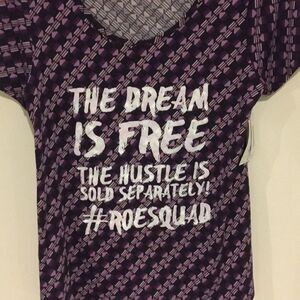 THE DREAM
IS FREE
THE HUSTLE IS
SOLD SEPARATELY!
#ROESQUAD